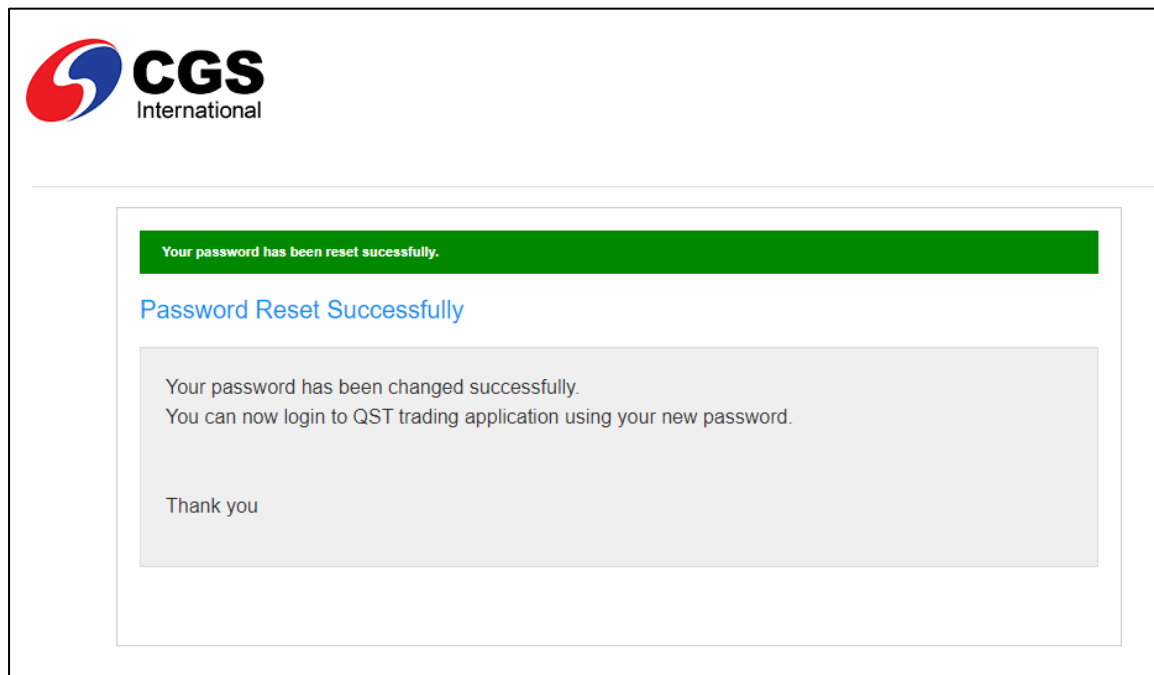 CGS
International
Your password has been reset sucessfully.
Password Reset Successfully
Your password has been changed successfully.
You can now login to QST trading application using your new password.
Thank you